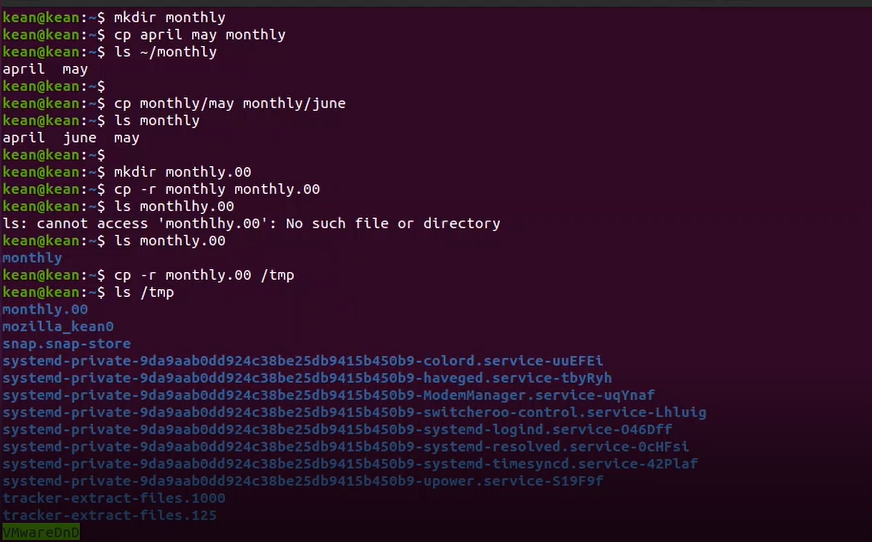 kean@kean:~$ mkdir monthly
kean@kean:~$ cp april may monthly
kean@kean:~$ ls ~/monthly
april  may
kean@kean:~$
kean@kean:~$ cp monthly/may monthly/june
kean@kean:~$ ls monthly
april  june  may
kean@kean:~$
kean@kean:~$ mkdir monthly.00
kean@kean:~$ cp -r monthly monthly.00
kean@kean:~$ ls monthlhy.00
ls: cannot access 'monthlhy.00': No such file or directory
kean@kean:~$ ls monthly.00
monthly
kean@kean:~$ cp -r monthly.00 /tmp
kean@kean:~$ ls /tmp
monthly.00
mozilla_kean0
snap.snap-store
systemd-private-9da9aab0dd924c38be25db9415b450b9-colord.service-uuEFEi
systemd-private-9da9aab0dd924c38be25db9415b450b9-haveged.service-tbyRyh
systemd-private-9da9aab0dd924c38be25db9415b450b9-ModemManager.service-uqYnaf
systemd-private-9da9aab0dd924c38be25db9415b450b9-switcheroo-control.service-Lhluig
systemd-private-9da9aab0dd924c38be25db9415b450b9-systemd-logind.service-O46Dff
systemd-private-9da9aab0dd924c38be25db9415b450b9-systemd-resolved.service-0cHFsi
systemd-private-9da9aab0dd924c38be25db9415b450b9-systemd-timesyncd.service-42Plaf
systemd-private-9da9aab0dd924c38be25db9415b450b9-upower.service-S19F9f
tracker-extract-files.1000
tracker-extract-files.125
VMwareDnD